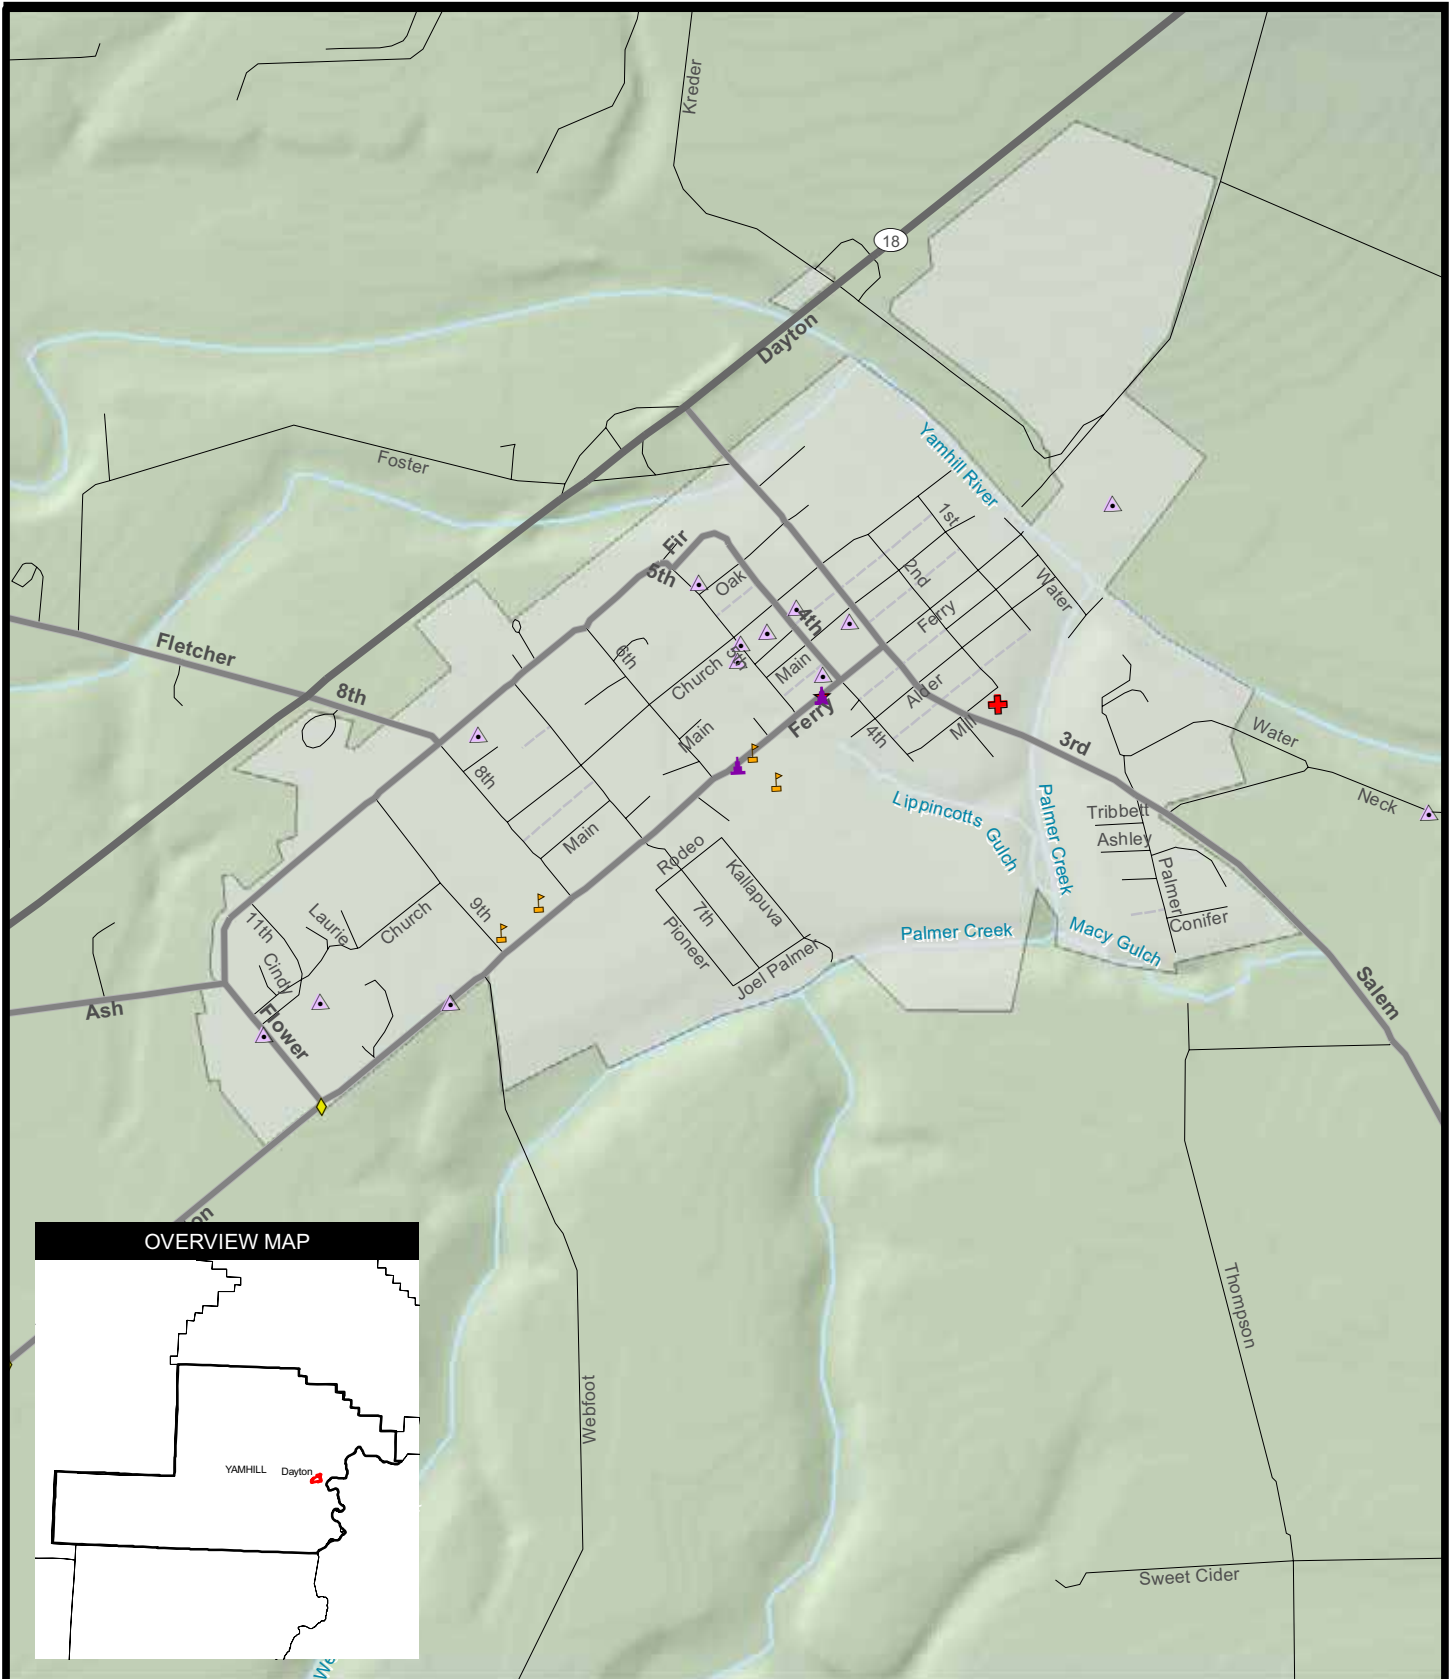 Kreder
18
Dayton
Foster
Yamhill River
1st
Fir
5th
Oak
2nd
Water
4th
Ferry
Fletcher
6th
5th
Main
Church
8th
Alder
Ferry
Main
4th
Mill
3rd
Water
8th
Neck
Lippincotts Gulch
Palmer Creek
Tribbett
Ashley
Main
Rodeo
Kallapuva
Palmer
9th
7th
Church
Laurie
11th
Pioneer
Conifer
Palmer Creek
Macy Gulch
Joel Palmer
Cindy
Salem
Ash
Flower
on
OVERVIEW MAP
YAMHILL
Dayton
Thompson
Webfoot
Sweet Cider
We